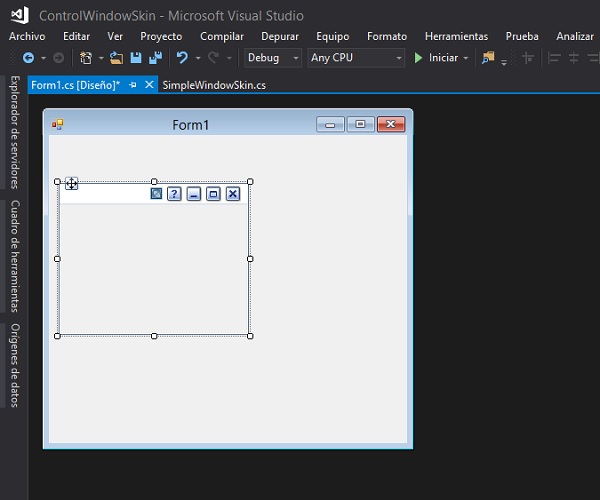 ControlWindowSkin - Microsoft Visual Studio
Archivo Editar Ver Proyecto Compilar Depurar Equipo Formato Herramientas Prueba Analizar
Debug Any CPU Iniciar
Form1.cs [Diseño]* SimpleWindowSkin.cs
Explorador de servidores
Cuadro de herramientas
Orígenes de datos
Form1
?